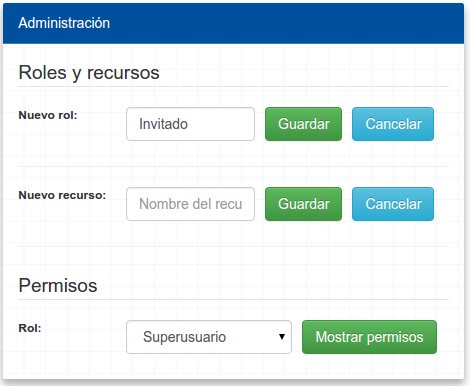 Administración
Roles y recursos
Nuevo rol: Invitado Guardar Cancelar
Nuevo recurso: Nombre del recu Guardar Cancelar
Permisos
Rol: Superusuario Mostrar permisos